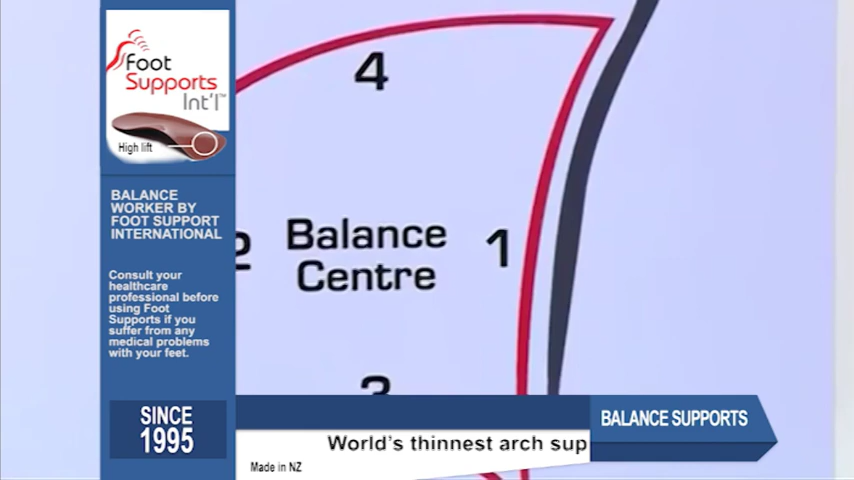 Foot
Supports
Int'l™
High lift
BALANCE
WORKER BY
FOOT SUPPORT
INTERNATIONAL
Consult your
healthcare
professional before
using Foot
Supports if you
suffer from any
medical problems
with your feet.
SINCE
1995
4
2
Balance
Centre
1
3
BALANCE SUPPORTS
World's thinnest arch sup
Made in NZ